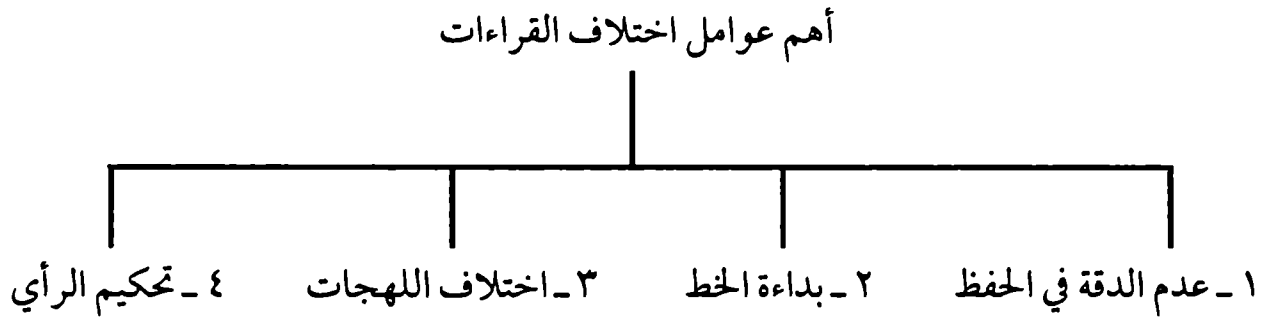 أهم عوامل اختلاف القراءات
١ ـ عدم الدقة في الحفظ
٢ ـ بداءة الخط
٣ ـ اختلاف اللهجات
٤ ـ تحكيم الرأي